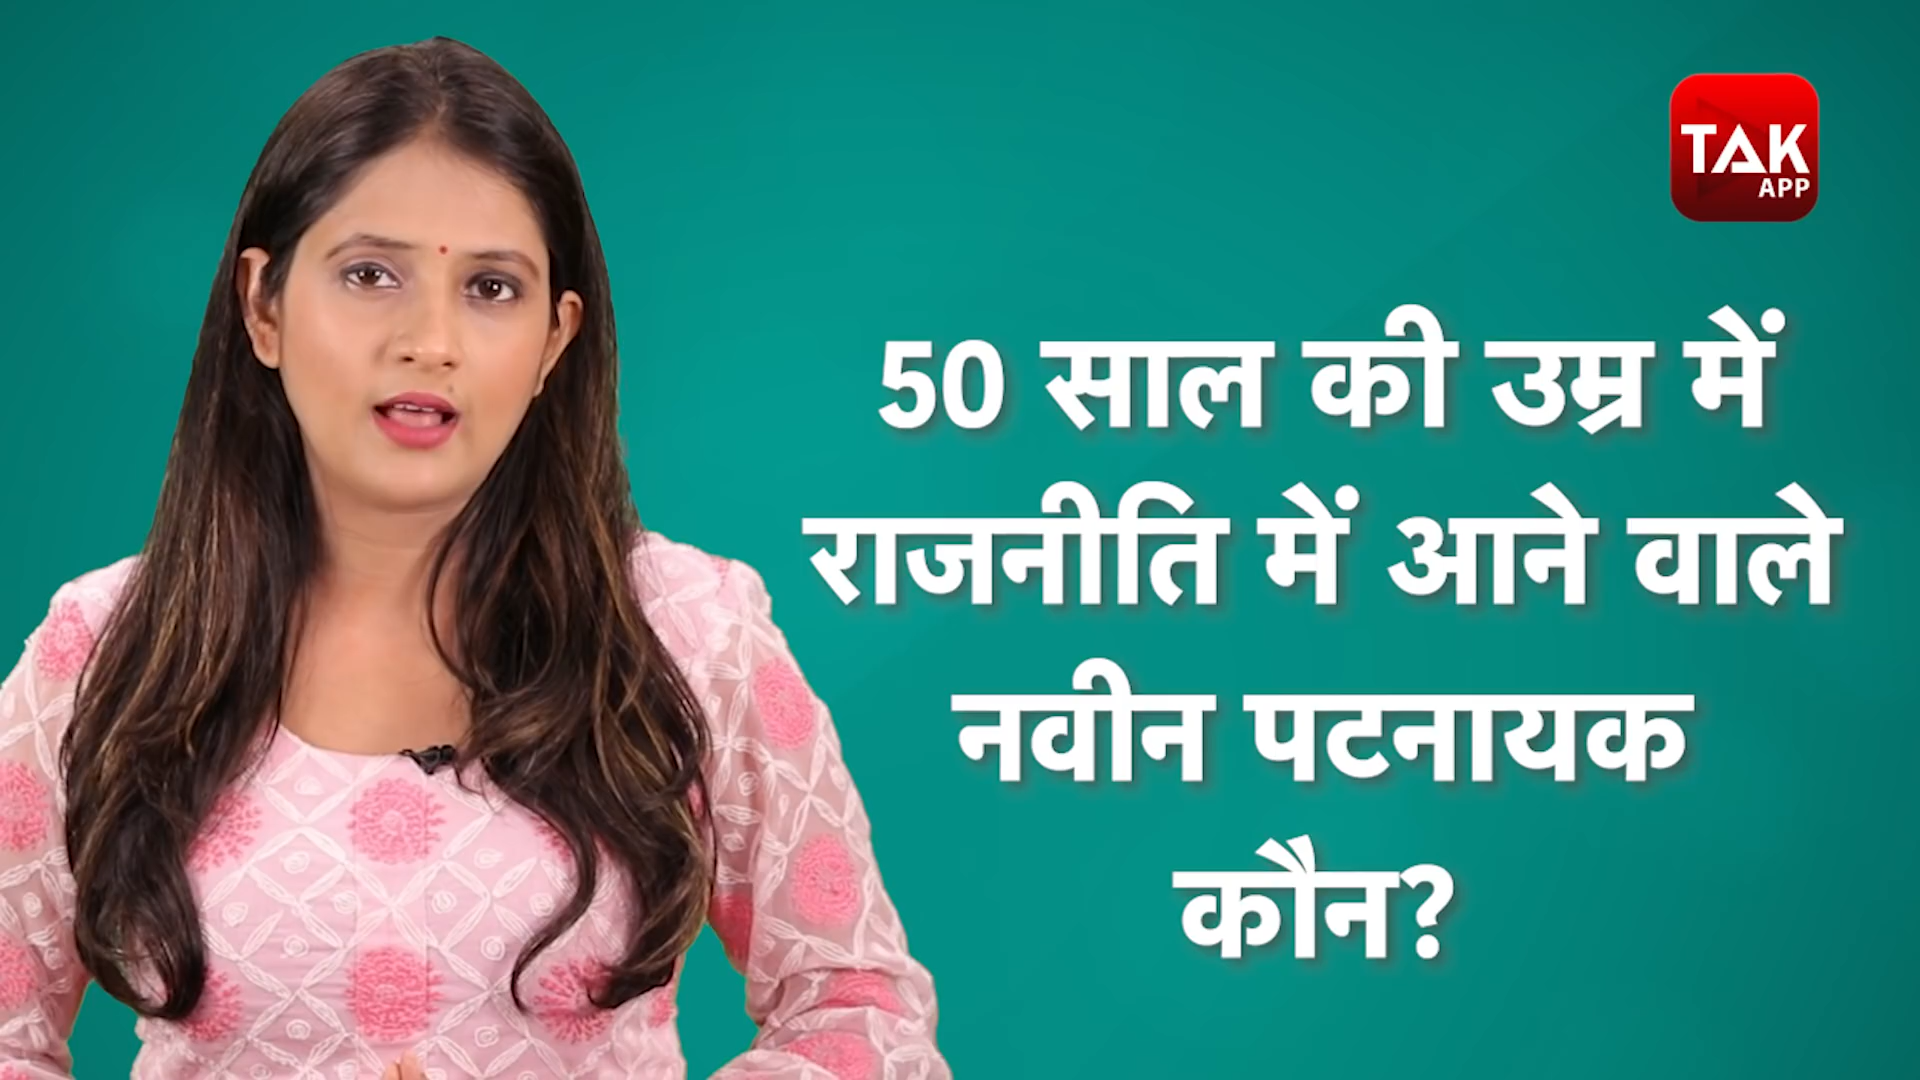 TAK
APP
50 साल की उम्र में
राजनीति में आने वाले
नवीन पटनायक
कौन?